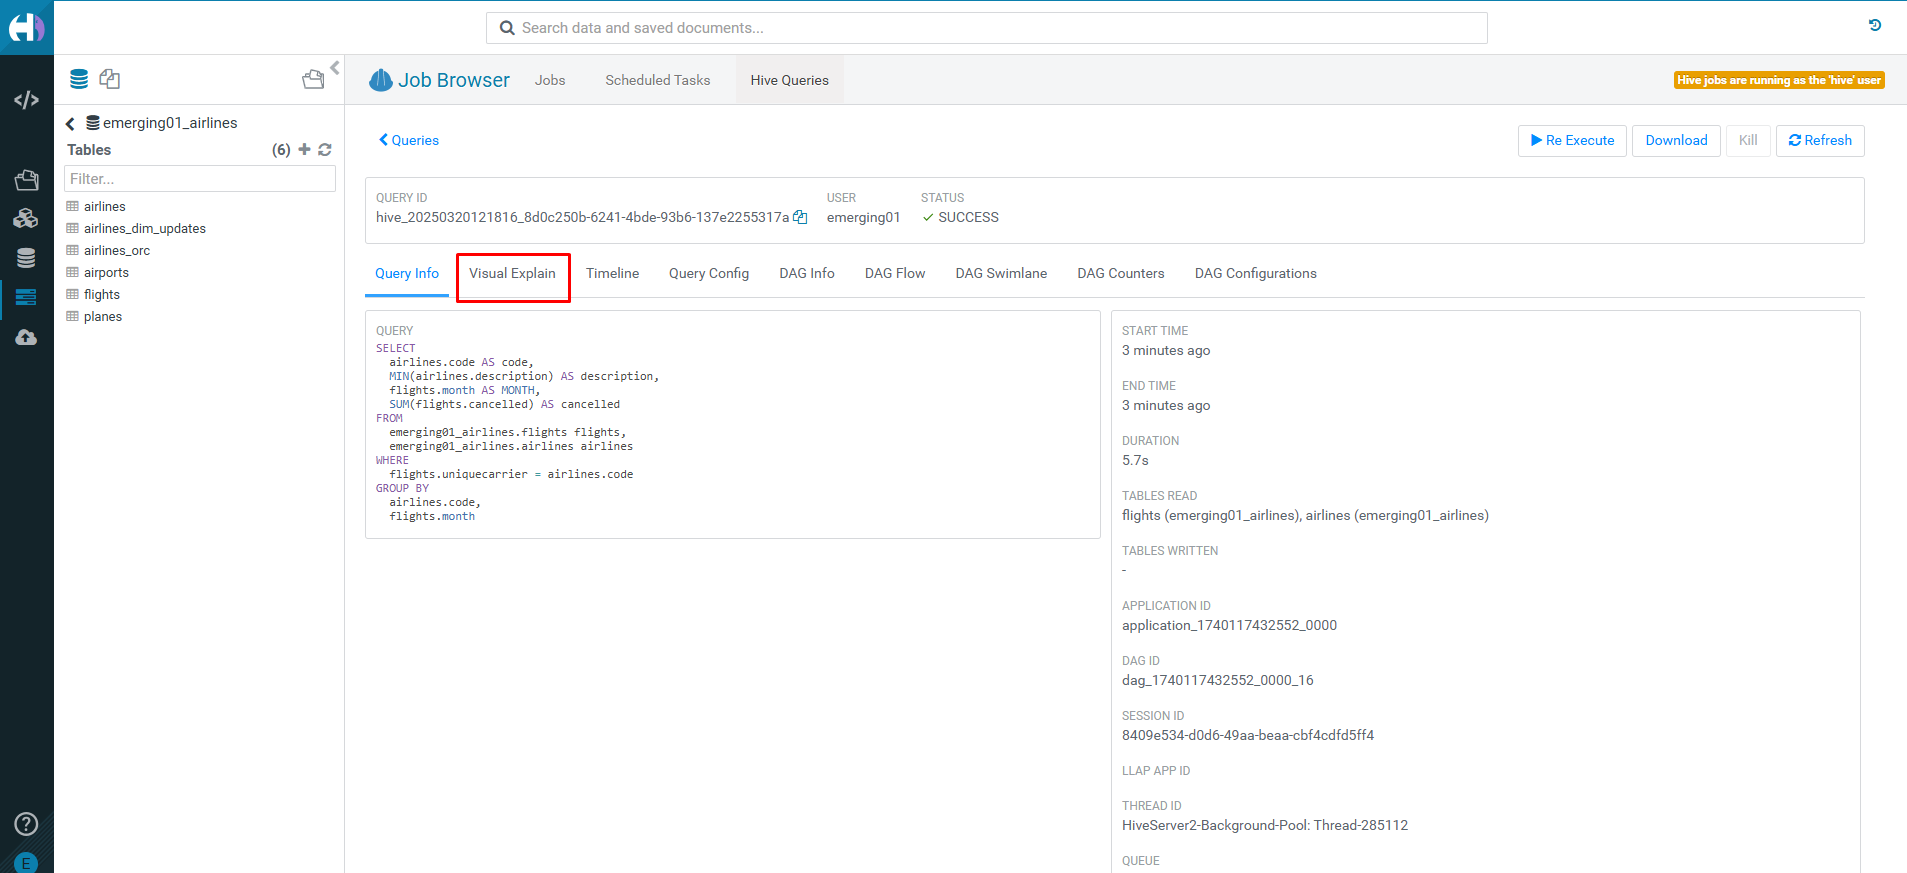 Search data and saved documents...
Job Browser
Jobs
Scheduled Tasks
Hive Queries
Hive jobs are running as the 'hive' user
emerging01_airlines
Tables (6)
Filter...
airlines
airlines_dim_updates
airlines_orc
airports
flights
planes
Queries
Re Execute
Download
Kill
Refresh
QUERY ID
hive_20250320121816_8d0c250b-6241-4bde-93b6-137e2255317a
USER
emerging01
STATUS
SUCCESS
Query Info
Visual Explain
Timeline
Query Config
DAG Info
DAG Flow
DAG Swimlane
DAG Counters
DAG Configurations
QUERY
SELECT
airlines.code AS code,
MIN(airlines.description) AS description,
flights.month AS MONTH,
SUM(flights.cancelled) AS cancelled
FROM
emerging01_airlines.flights flights,
emerging01_airlines.airlines airlines
WHERE
flights.uniquecarrier = airlines.code
GROUP BY
airlines.code,
flights.month
START TIME
3 minutes ago
END TIME
3 minutes ago
DURATION
5.7s
TABLES READ
flights (emerging01_airlines), airlines (emerging01_airlines)
TABLES WRITTEN
-
APPLICATION ID
application_1740117432552_0000
DAG ID
dag_1740117432552_0000_16
SESSION ID
8409e534-d0d6-49aa-beaa-cbf4cdfd5ff4
LLAP APP ID
THREAD ID
HiveServer2-Background-Pool: Thread-285112
QUEUE
E